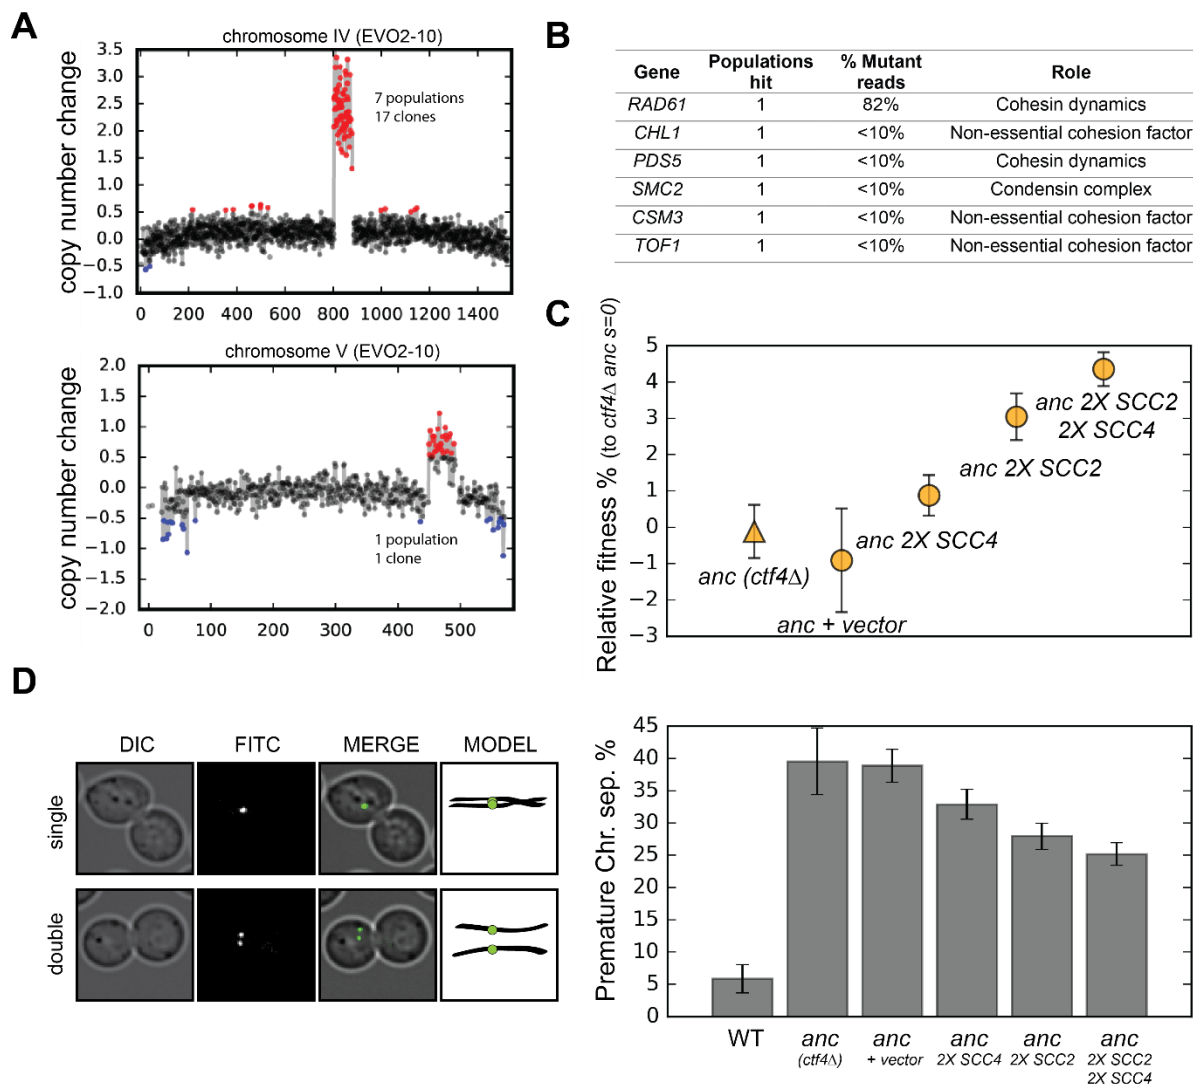 A
chromosome IV (EVO2-10)
copy number change
3.5
3.0
2.5
2.0
1.5
1.0
0.5
0.0
−0.5
−1.0
7 populations
17 clones
0 200 400 600 800 1000 1200 1400
chromosome V (EVO2-10)
copy number change
2.0
1.5
1.0
0.5
0.0
−0.5
−1.0
−1.5
−2.0
1 population
1 clone
0 100 200 300 400 500
B
Gene Populations hit % Mutant reads Role
RAD61 1 82% Cohesin dynamics
CHL1 1 <10% Non-essential cohesion factor
PDS5 1 <10% Cohesin dynamics
SMC2 1 <10% Condensin complex
CSM3 1 <10% Non-essential cohesion factor
TOF1 1 <10% Non-essential cohesion factor
C
Relative fitness % (to ctf4Δ anc s=0)
5
4
3
2
1
0
−1
−2
−3
anc 2X SCC2
2X SCC4
anc 2X SCC2
anc 2X SCC4
anc (ctf4Δ)
anc + vector
D
DIC FITC MERGE MODEL
single
double
Premature Chr. sep. %
45
40
35
30
25
20
15
10
5
0
WT anc anc anc anc anc
(ctf4Δ) + vector 2X SCC4 2X SCC2 2X SCC2
2X SCC4